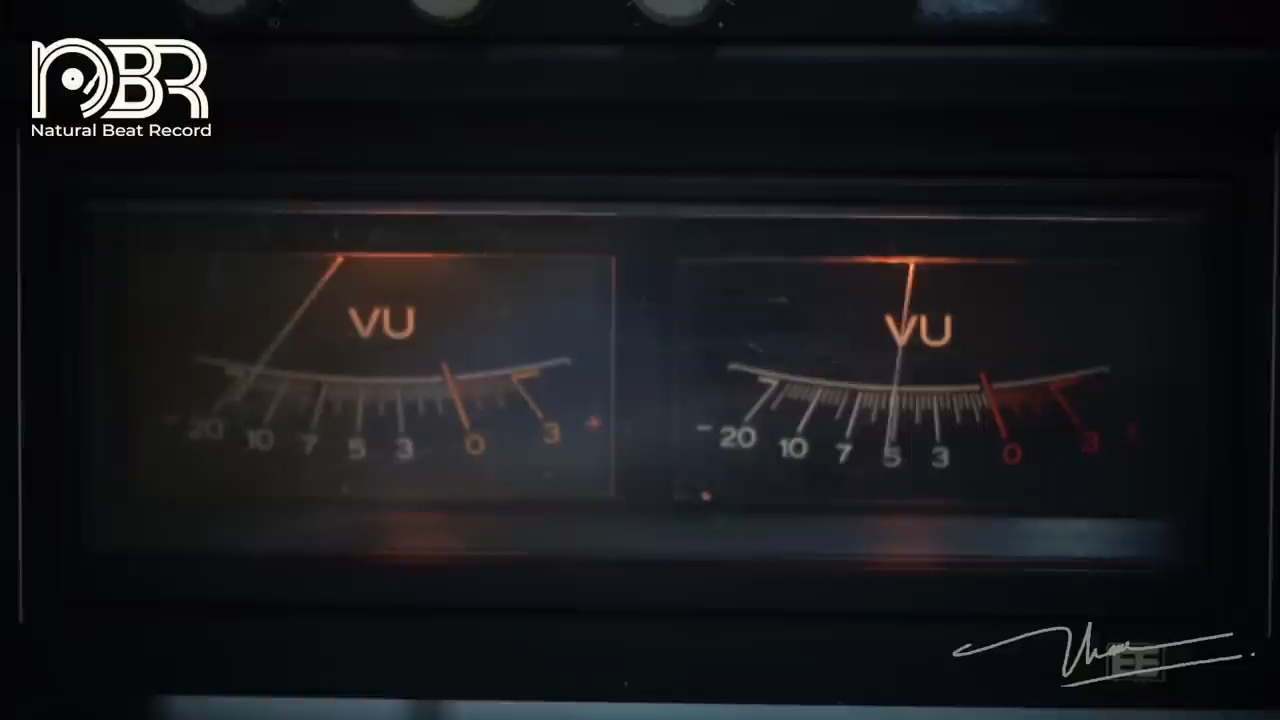 NBR
Natural Beat Record
VU
VU
- 20 10 7 5 3 0 3 +
- 20 10 7 5 3 0 3